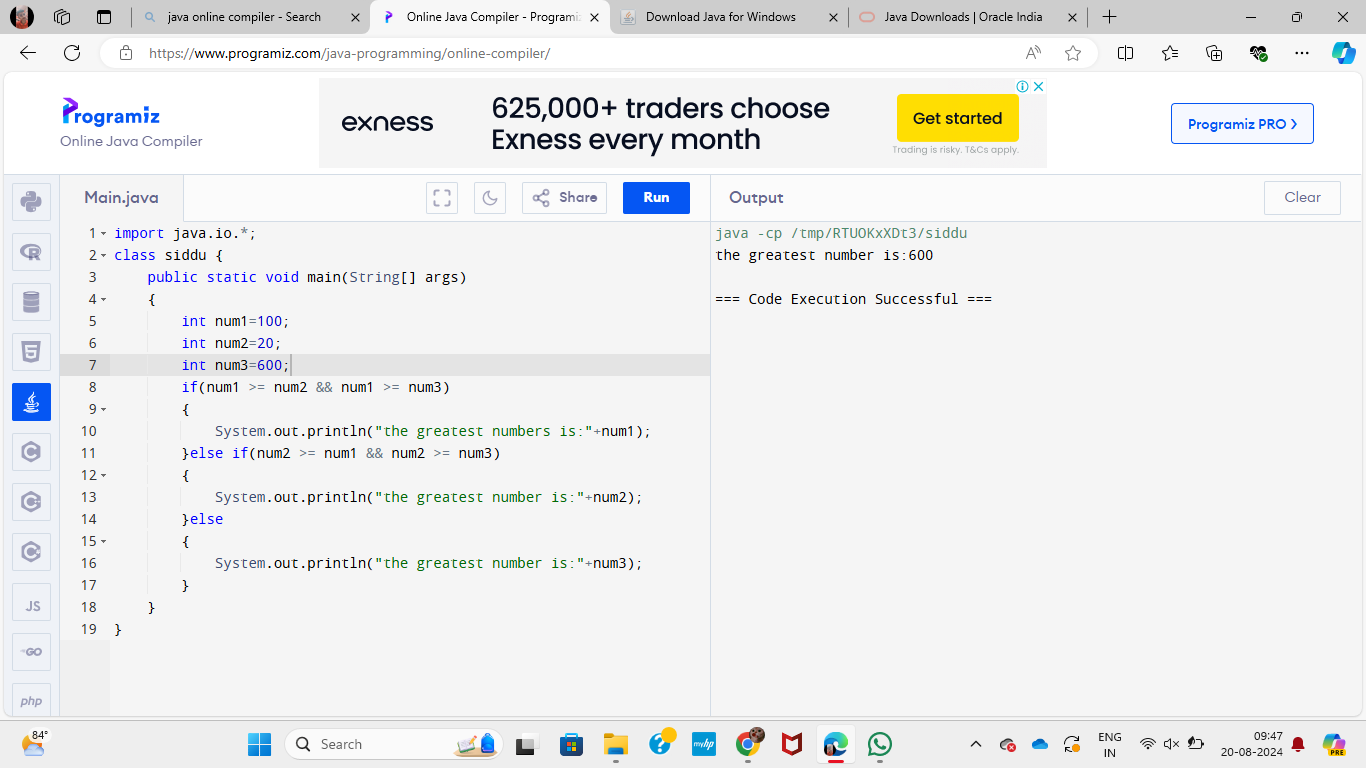 java online compiler - Search
Online Java Compiler - Programi
Download Java for Windows
Java Downloads | Oracle India
https://www.programiz.com/java-programming/online-compiler/
Programiz
Online Java Compiler
exness
625,000+ traders choose
Exness every month
Get started
Trading is risky. T&Cs apply.
Programiz PRO >
Main.java
Share
Run
Output
Clear
1 import java.io.*;
2 class siddu {
3     public static void main(String[] args)
4     {
5         int num1=100;
6         int num2=20;
7         int num3=600;
8         if(num1 >= num2 && num1 >= num3)
9         {
10             System.out.println("the greatest numbers is:"+num1);
11         }else if(num2 >= num1 && num2 >= num3)
12         {
13             System.out.println("the greatest number is:"+num2);
14         }else
15         {
16             System.out.println("the greatest number is:"+num3);
17         }
18     }
19 }
java -cp /tmp/RTUOKxXDt3/siddu
the greatest number is:600
=== Code Execution Successful ===
JS
GO
php
84°
Search
myhp
ENG
IN
09:47
20-08-2024
PRE